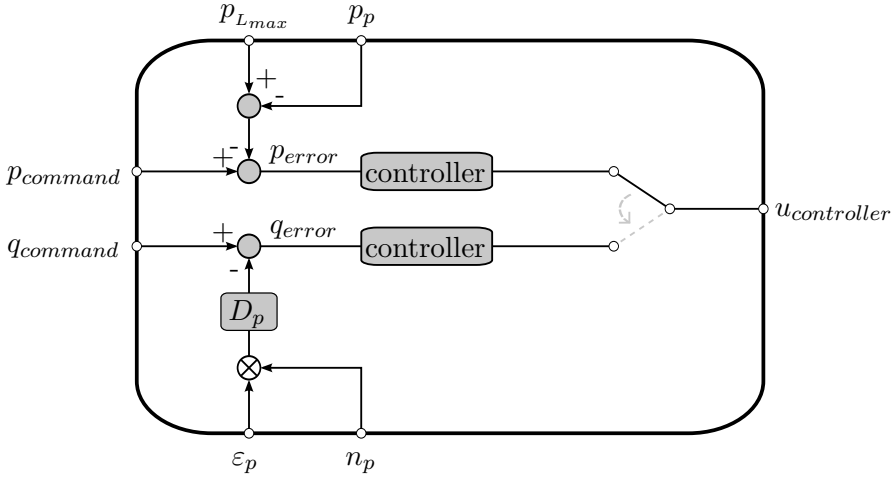 p_{L_{max}} p_p
+
-
-
+ p_{error}
p_{command} controller
u_{controller}
+ q_{error}
q_{command} controller
-
D_p
ε_p n_p